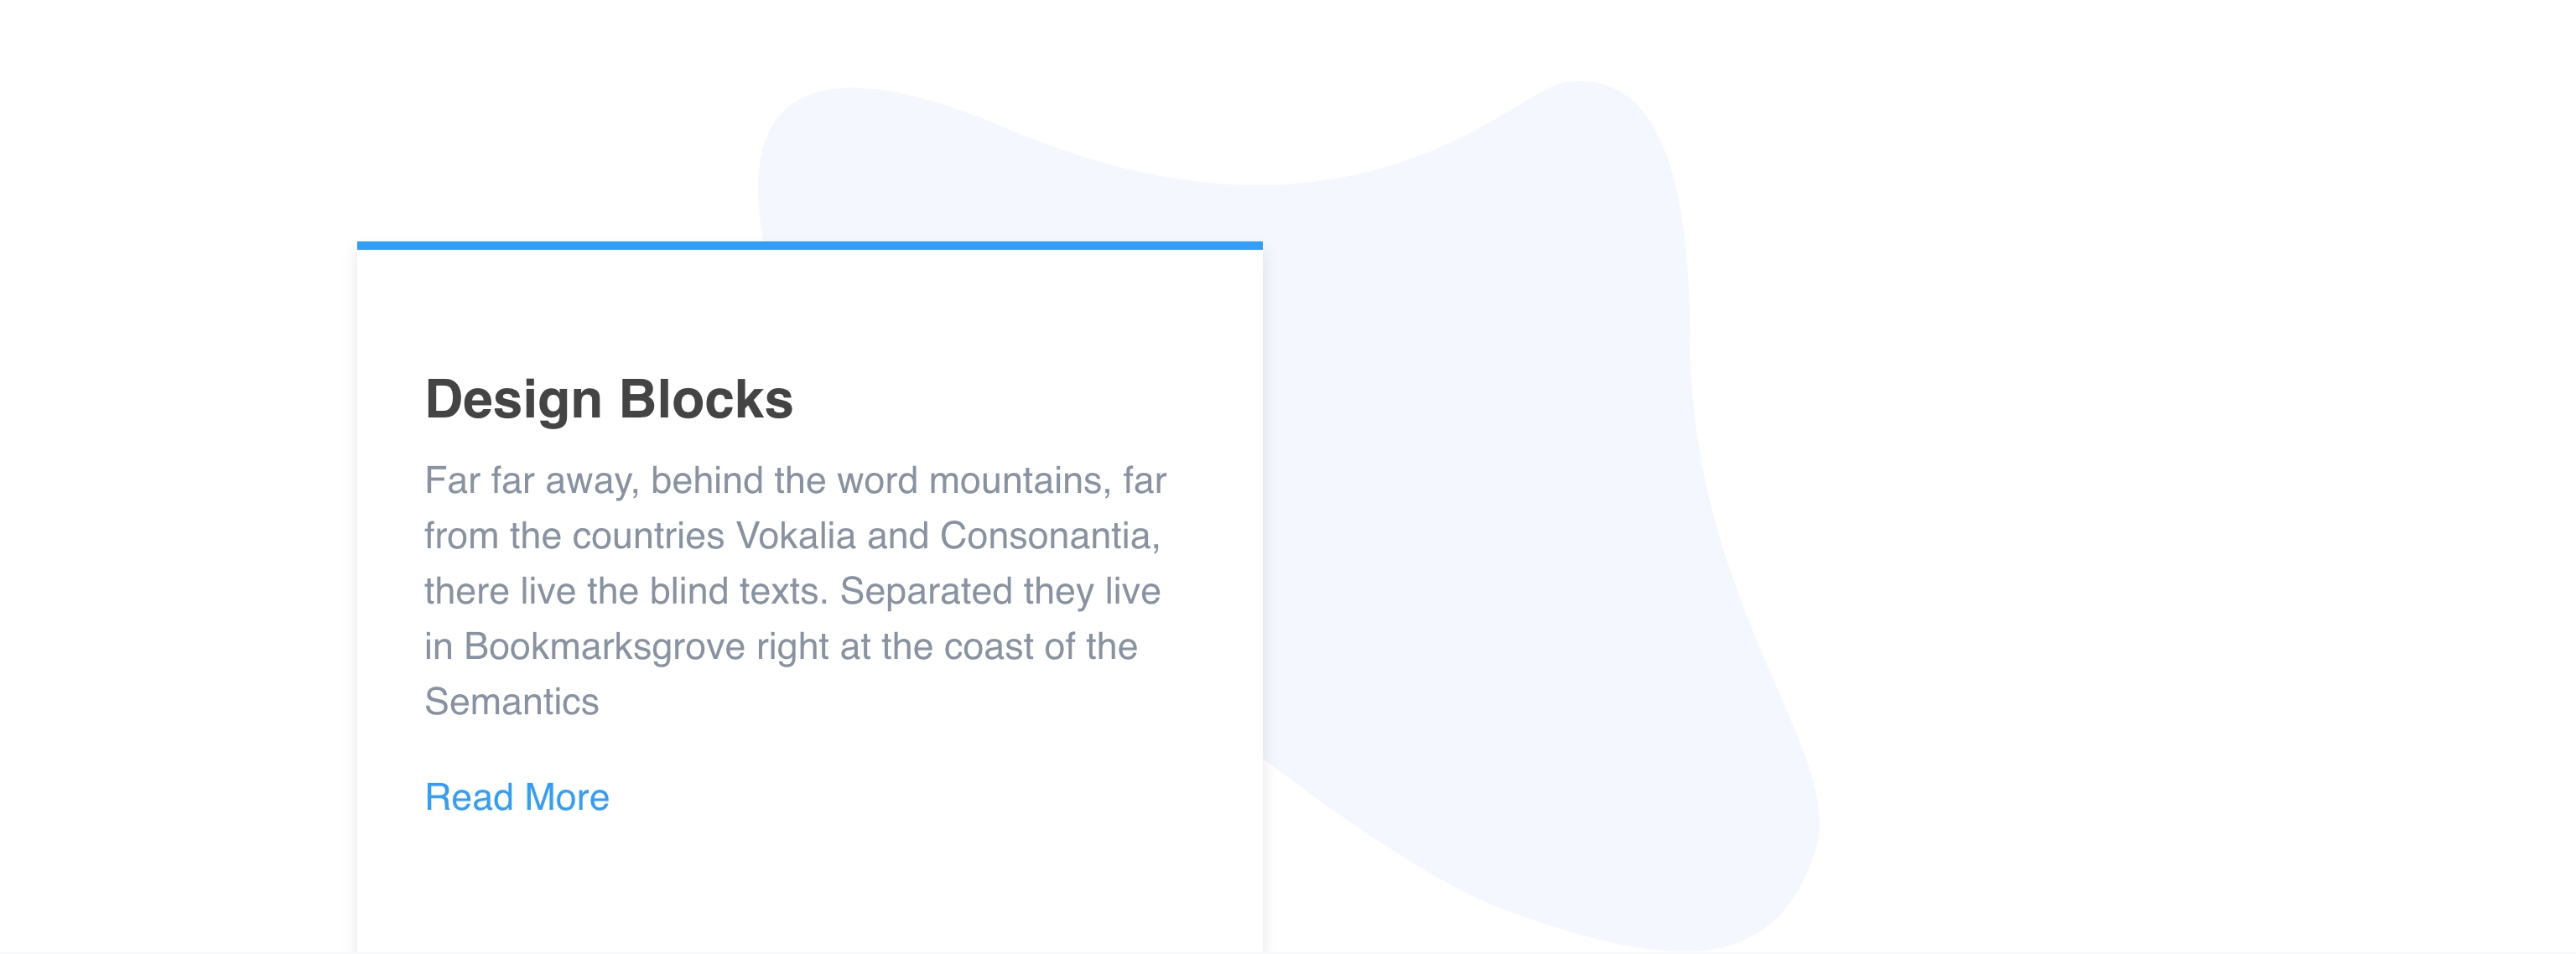 Design Blocks
Far far away, behind the word mountains, far
from the countries Vokalia and Consonantia,
there live the blind texts. Separated they live
in Bookmarksgrove right at the coast of the
Semantics
Read More